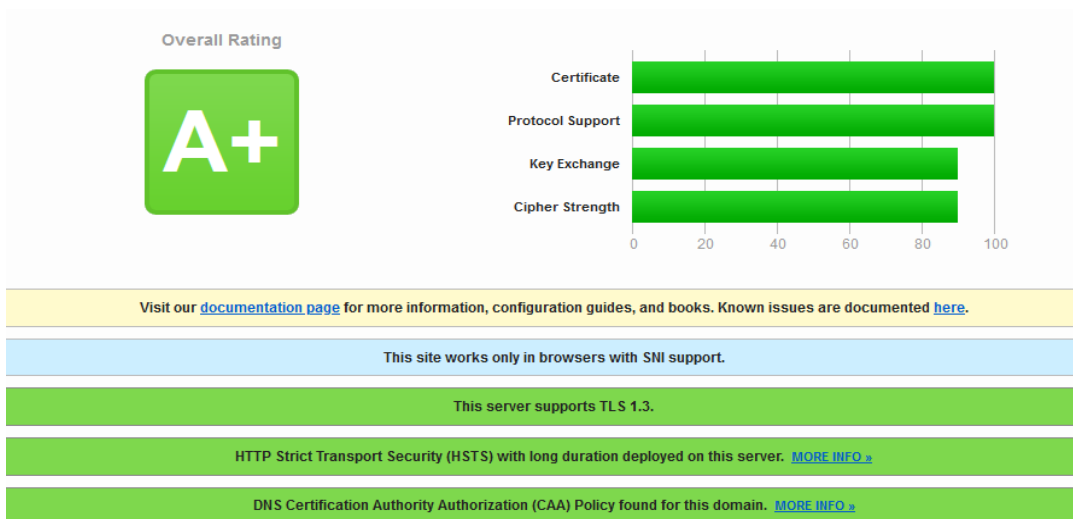 Overall Rating
A+
Certificate
Protocol Support
Key Exchange
Cipher Strength
0 20 40 60 80 100
Visit our documentation page for more information, configuration guides, and books. Known issues are documented here.
This site works only in browsers with SNI support.
This server supports TLS 1.3.
HTTP Strict Transport Security (HSTS) with long duration deployed on this server. MORE INFO »
DNS Certification Authority Authorization (CAA) Policy found for this domain. MORE INFO »